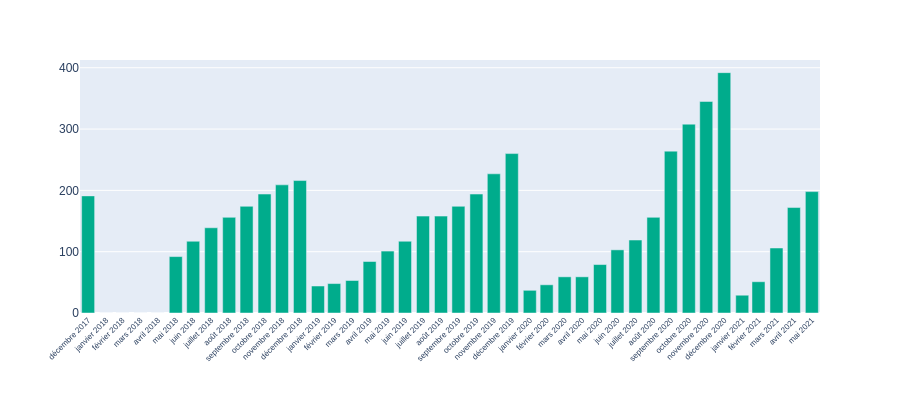 400
300
200
100
0
décembre 2017
janvier 2018
février 2018
mars 2018
avril 2018
mai 2018
juin 2018
juillet 2018
août 2018
septembre 2018
octobre 2018
novembre 2018
décembre 2018
janvier 2019
février 2019
mars 2019
avril 2019
mai 2019
juin 2019
juillet 2019
août 2019
septembre 2019
octobre 2019
novembre 2019
décembre 2019
janvier 2020
février 2020
mars 2020
avril 2020
mai 2020
juin 2020
juillet 2020
août 2020
septembre 2020
octobre 2020
novembre 2020
décembre 2020
janvier 2021
février 2021
mars 2021
avril 2021
mai 2021